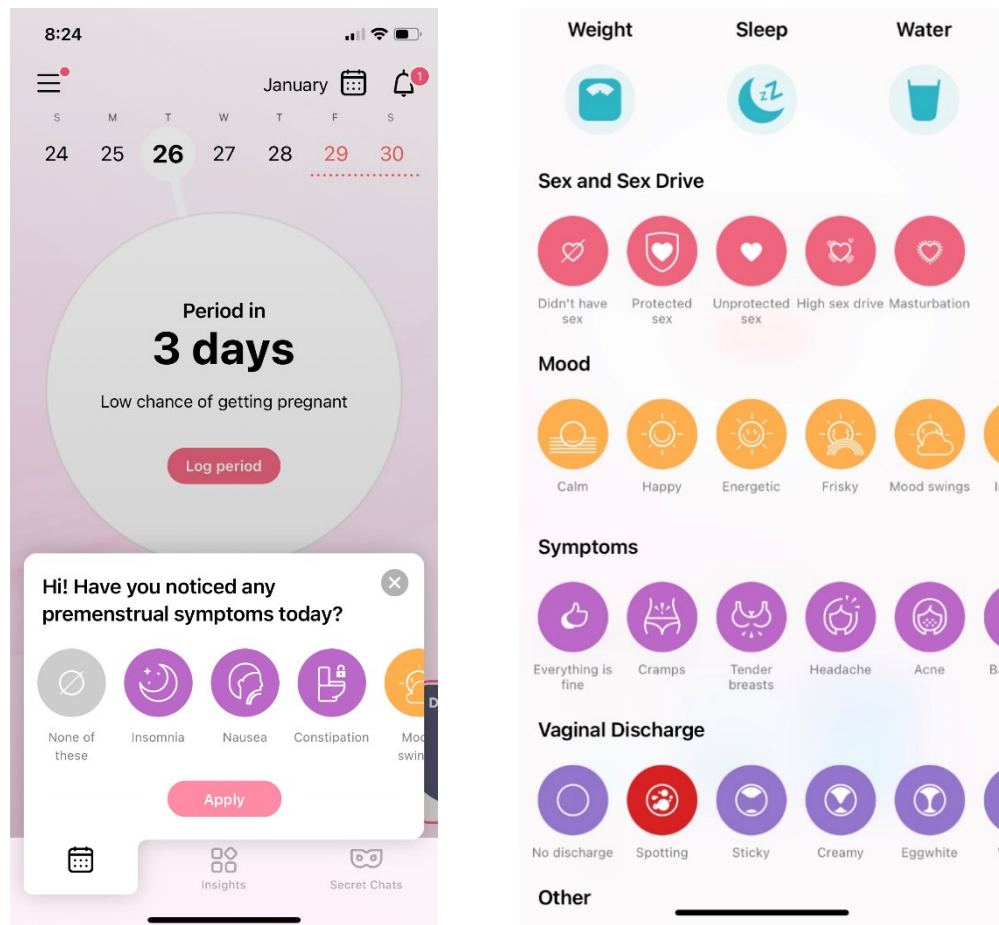 8:24
January
1
S M T W T F S
24 25 26 27 28 29 30
Period in
3 days
Low chance of getting pregnant
Log period
Hi! Have you noticed any
premenstrual symptoms today?
None of
these
Insomnia
Nausea
Constipation
Apply
Insights
Secret Chats
Weight Sleep Water
Sex and Sex Drive
Didn't have
sex
Protected
sex
Unprotected
sex
High sex drive
Masturbation
Mood
Calm
Happy
Energetic
Frisky
Mood swings
Symptoms
Everything is
fine
Cramps
Tender
breasts
Headache
Acne
Vaginal Discharge
No discharge
Spotting
Sticky
Creamy
Eggwhite
Other